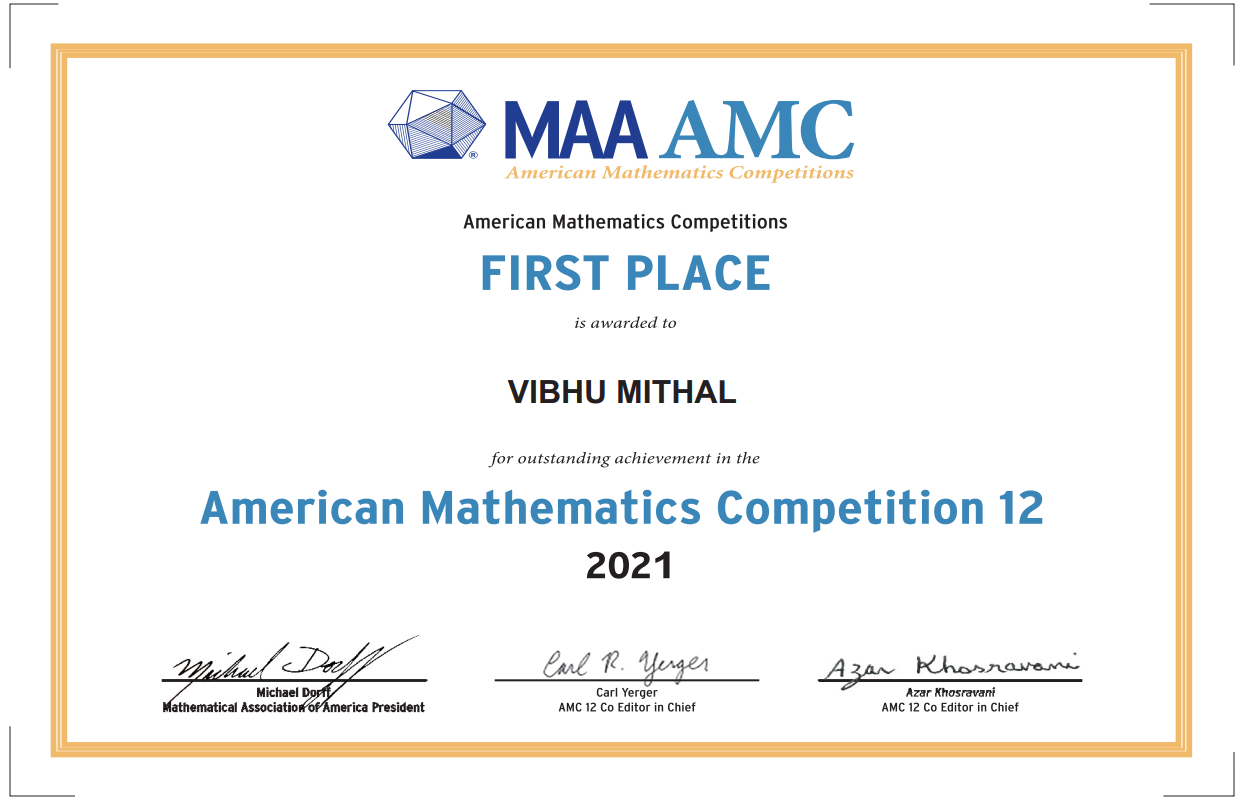 MAA AMC
®
American Mathematics Competitions
American Mathematics Competitions
FIRST PLACE
is awarded to
VIBHU MITHAL
for outstanding achievement in the
American Mathematics Competition 12
2021
Michael Dorff
Carl R. Yerger
Azar Khosravani
Michael Dorff
Mathematical Association of America President
Carl Yerger
AMC 12 Co Editor in Chief
Azar Khosravani
AMC 12 Co Editor in Chief